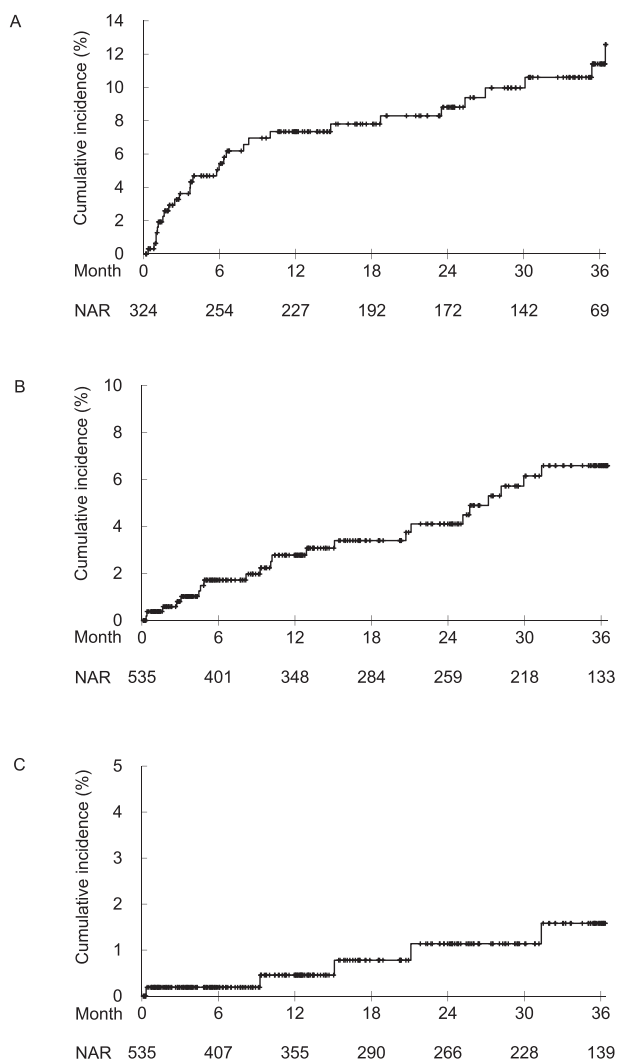 A
Cumulative incidence (%)
14
12
10
8
6
4
2
0
Month 0 6 12 18 24 30 36
NAR 324 254 227 192 172 142 69
B
Cumulative incidence (%)
10
8
6
4
2
0
Month 0 6 12 18 24 30 36
NAR 535 401 348 284 259 218 133
C
Cumulative incidence (%)
5
4
3
2
1
0
Month 0 6 12 18 24 30 36
NAR 535 407 355 290 266 228 139